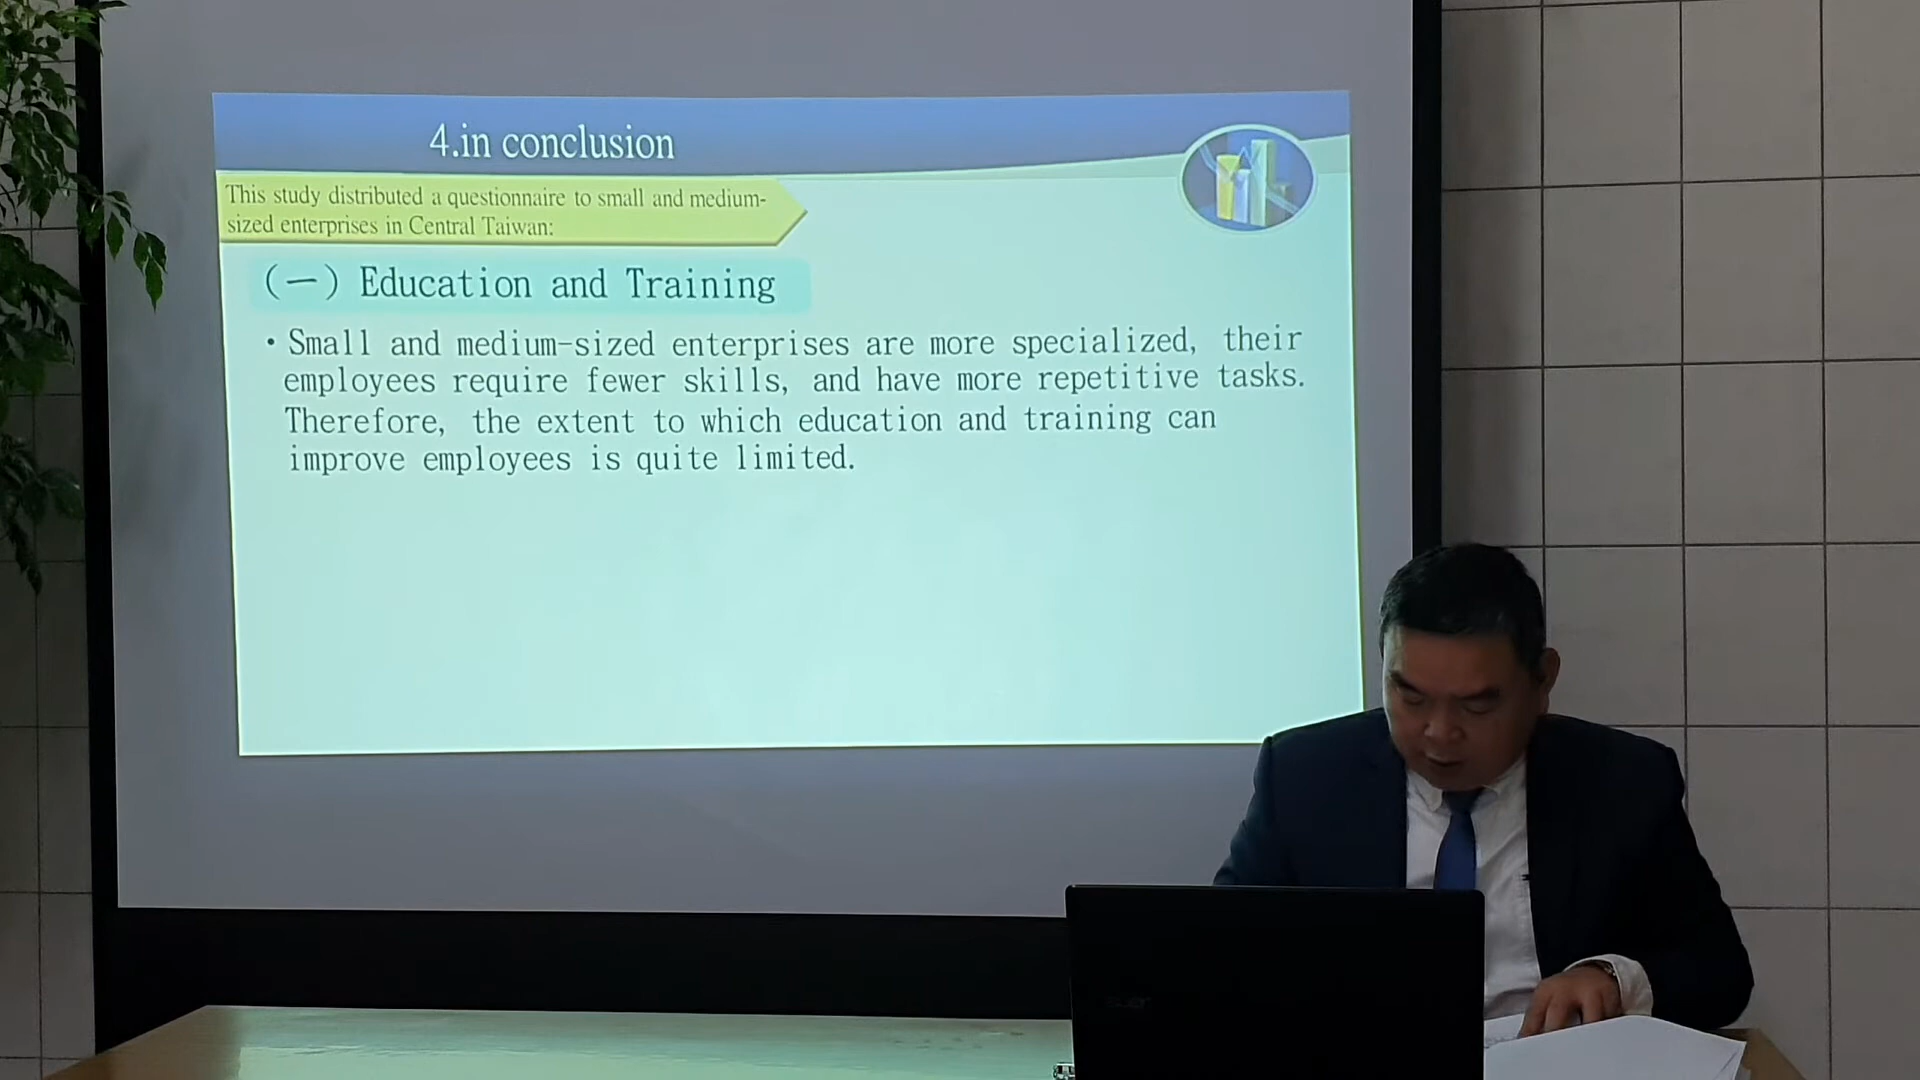 4.in conclusion
This study distributed a questionnaire to small and medium-
sized enterprises in Central Taiwan:
(一) Education and Training
• Small and medium-sized enterprises are more specialized, their
employees require fewer skills, and have more repetitive tasks.
Therefore, the extent to which education and training can
improve employees is quite limited.
acer